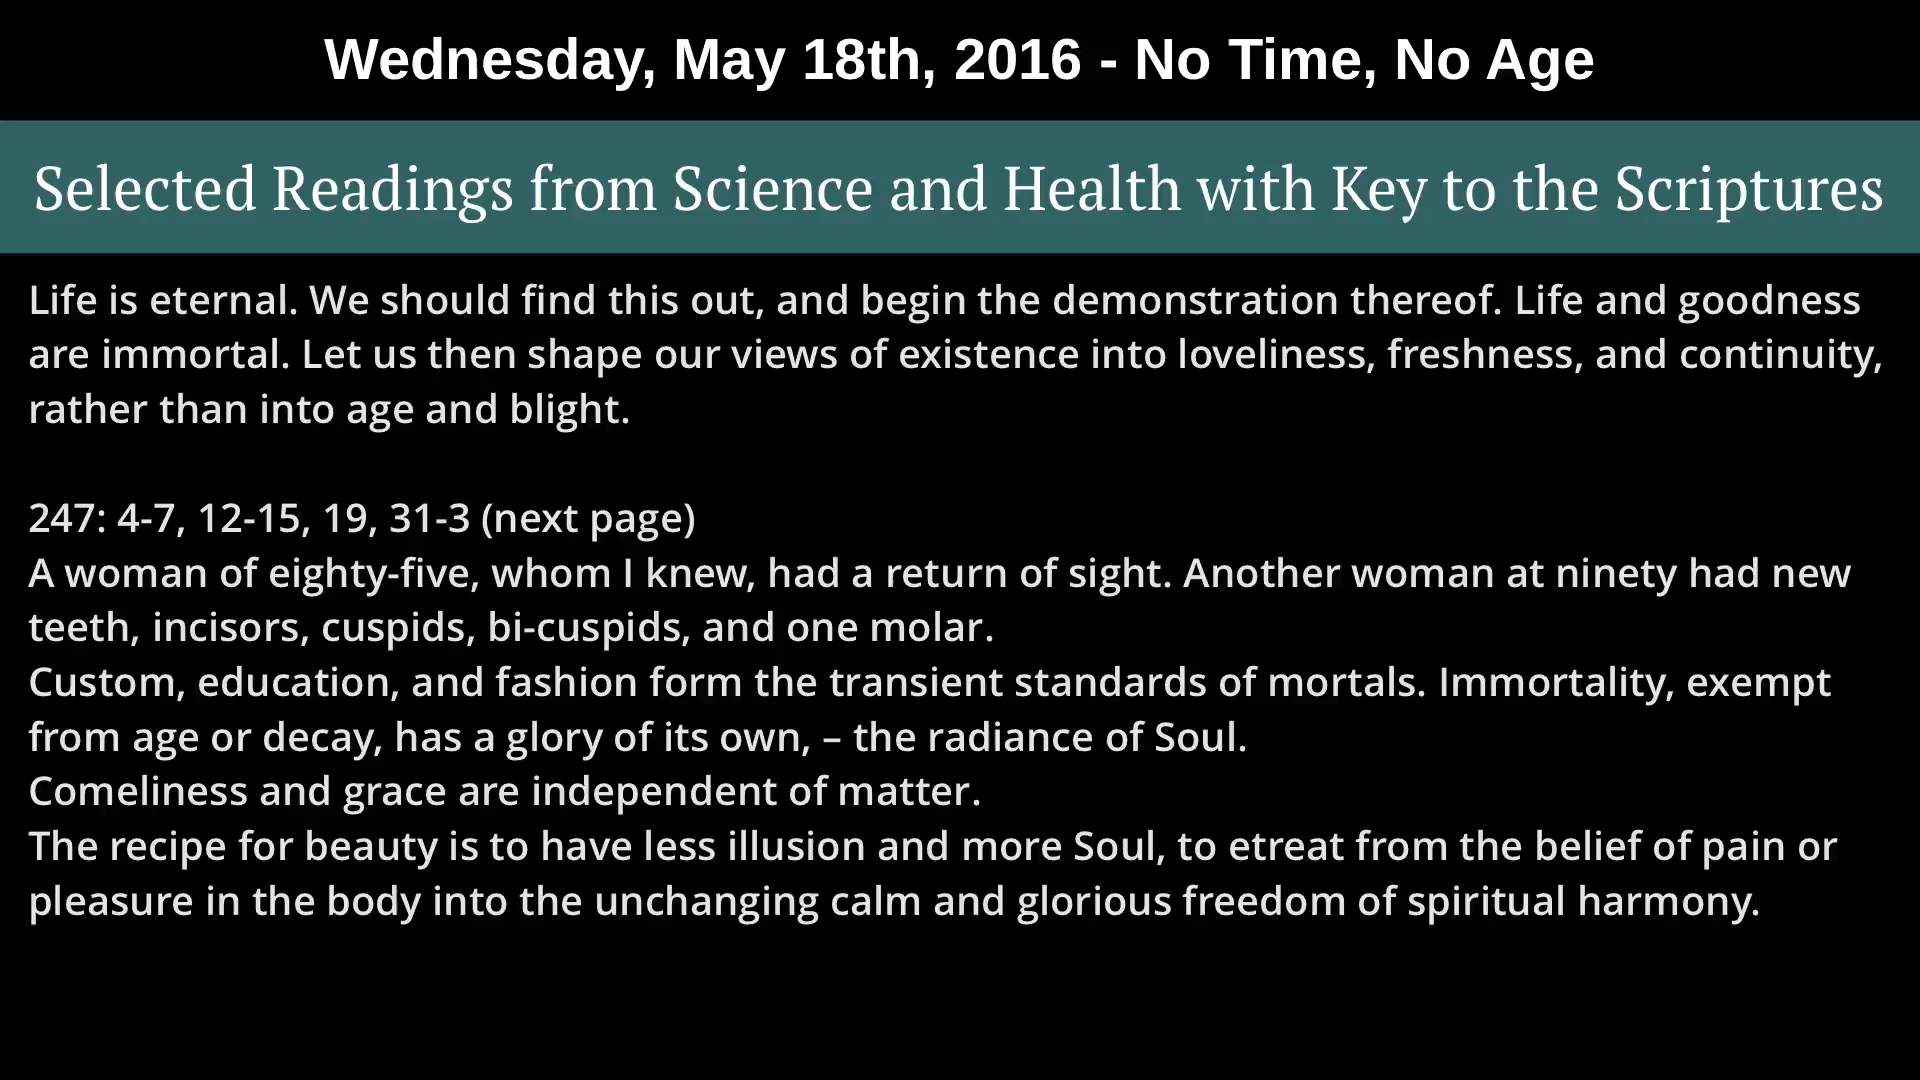 Wednesday, May 18th, 2016 - No Time, No Age
Selected Readings from Science and Health with Key to the Scriptures
Life is eternal. We should find this out, and begin the demonstration thereof. Life and goodness
are immortal. Let us then shape our views of existence into loveliness, freshness, and continuity,
rather than into age and blight.
247: 4-7, 12-15, 19, 31-3 (next page)
A woman of eighty-five, whom I knew, had a return of sight. Another woman at ninety had new
teeth, incisors, cuspids, bi-cuspids, and one molar.
Custom, education, and fashion form the transient standards of mortals. Immortality, exempt
from age or decay, has a glory of its own, – the radiance of Soul.
Comeliness and grace are independent of matter.
The recipe for beauty is to have less illusion and more Soul, to etreat from the belief of pain or
pleasure in the body into the unchanging calm and glorious freedom of spiritual harmony.